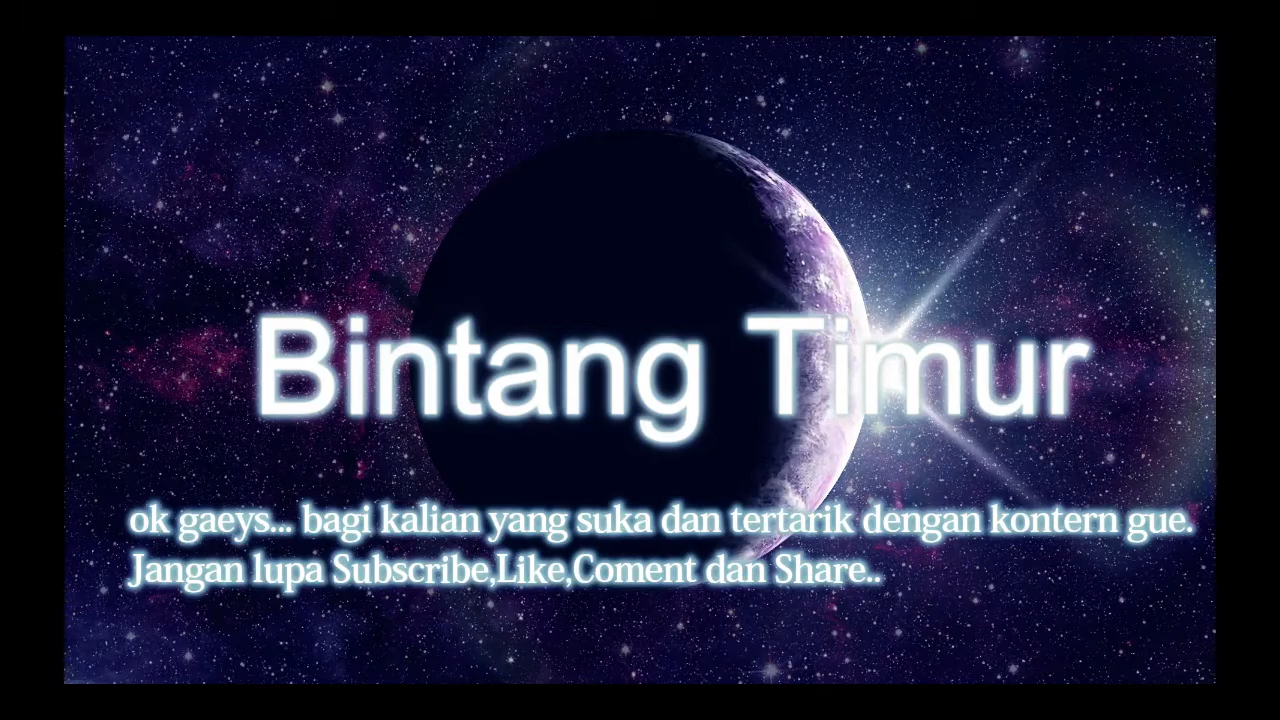 Bintang Timur
ok gaeys... bagi kalian yang suka dan tertarik dengan kontern gue.
Jangan lupa Subscribe,Like,Coment dan Share..